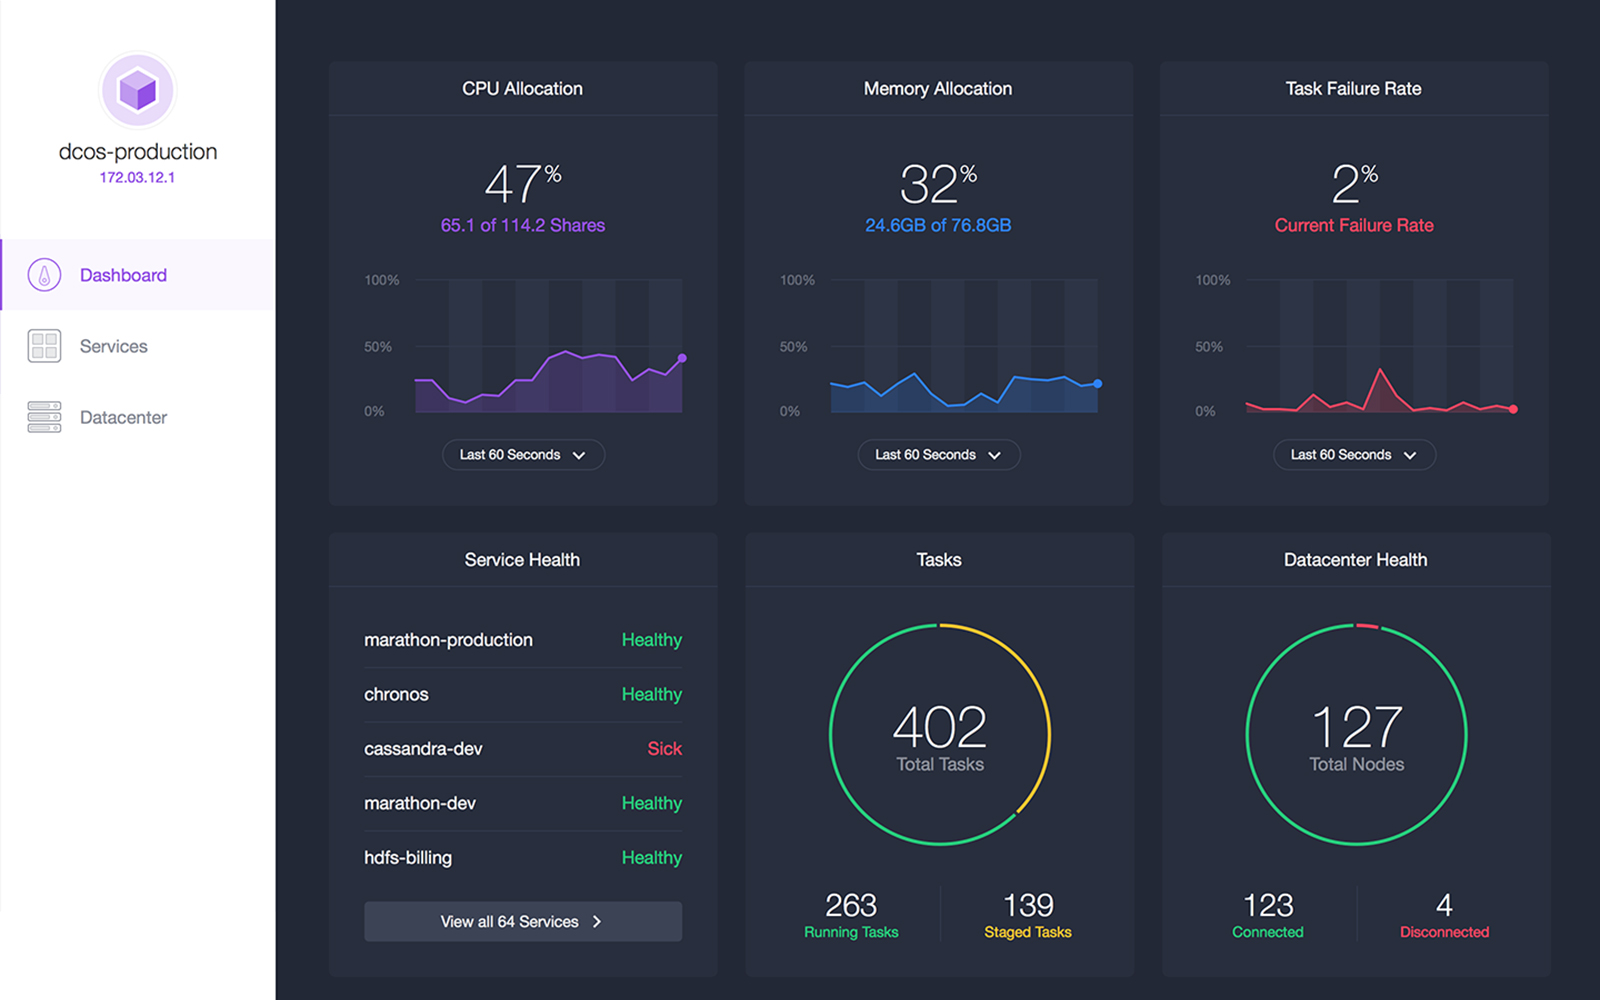 dcos-production
172.03.12.1
Dashboard
Services
Datacenter
CPU Allocation
47%
65.1 of 114.2 Shares
100%
50%
0%
Last 60 Seconds
Memory Allocation
32%
24.6GB of 76.8GB
100%
50%
0%
Last 60 Seconds
Task Failure Rate
2%
Current Failure Rate
100%
50%
0%
Last 60 Seconds
Service Health
marathon-production Healthy
chronos Healthy
cassandra-dev Sick
marathon-dev Healthy
hdfs-billing Healthy
View all 64 Services
Tasks
402
Total Tasks
263 139
Running Tasks Staged Tasks
Datacenter Health
127
Total Nodes
123 4
Connected Disconnected